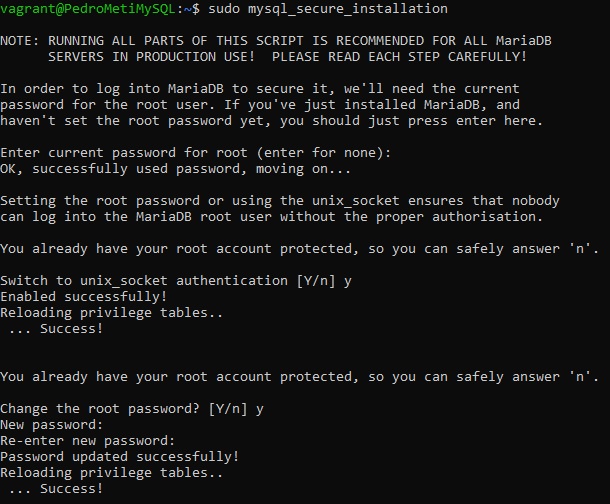 vagrant@PedroMetiMySQL:~$ sudo mysql_secure_installation
NOTE: RUNNING ALL PARTS OF THIS SCRIPT IS RECOMMENDED FOR ALL MariaDB
SERVERS IN PRODUCTION USE!  PLEASE READ EACH STEP CAREFULLY!
In order to log into MariaDB to secure it, we'll need the current
password for the root user. If you've just installed MariaDB, and
haven't set the root password yet, you should just press enter here.
Enter current password for root (enter for none):
OK, successfully used password, moving on...
Setting the root password or using the unix_socket ensures that nobody
can log into the MariaDB root user without the proper authorisation.
You already have your root account protected, so you can safely answer 'n'.
Switch to unix_socket authentication [Y/n] y
Enabled successfully!
Reloading privilege tables..
... Success!
You already have your root account protected, so you can safely answer 'n'.
Change the root password? [Y/n] y
New password:
Re-enter new password:
Password updated successfully!
Reloading privilege tables..
... Success!